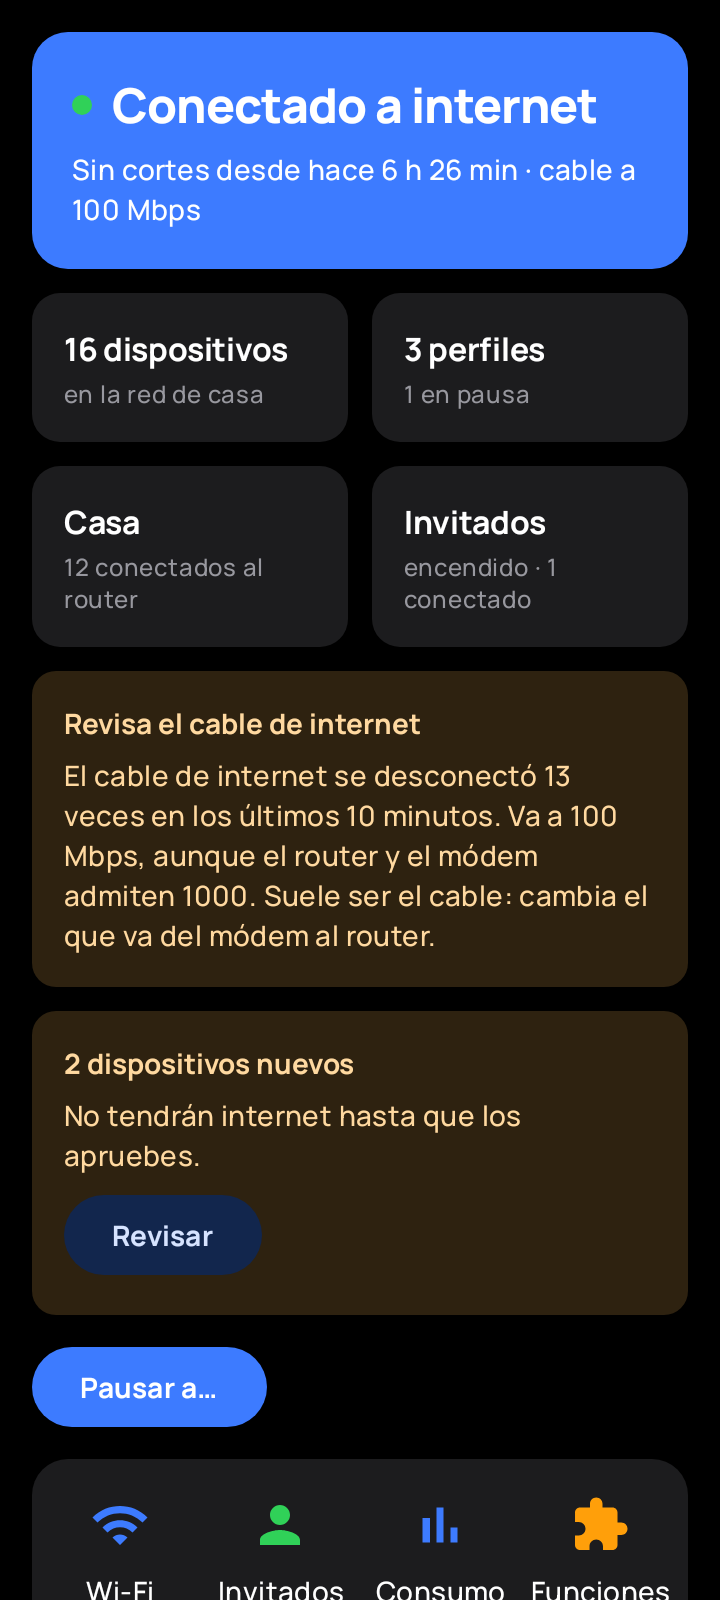 Conectado a internet
Sin cortes desde hace 6 h 26 min · cable a
100 Mbps
16 dispositivos
en la red de casa
3 perfiles
1 en pausa
Casa
12 conectados al
router
Invitados
encendido · 1
conectado
Revisa el cable de internet
El cable de internet se desconectó 13
veces en los últimos 10 minutos. Va a 100
Mbps, aunque el router y el módem
admiten 1000. Suele ser el cable: cambia el
que va del módem al router.
2 dispositivos nuevos
No tendrán internet hasta que los
apruebes.
Revisar
Pausar a…
Wi-Fi
Invitados
Consumo
Funciones